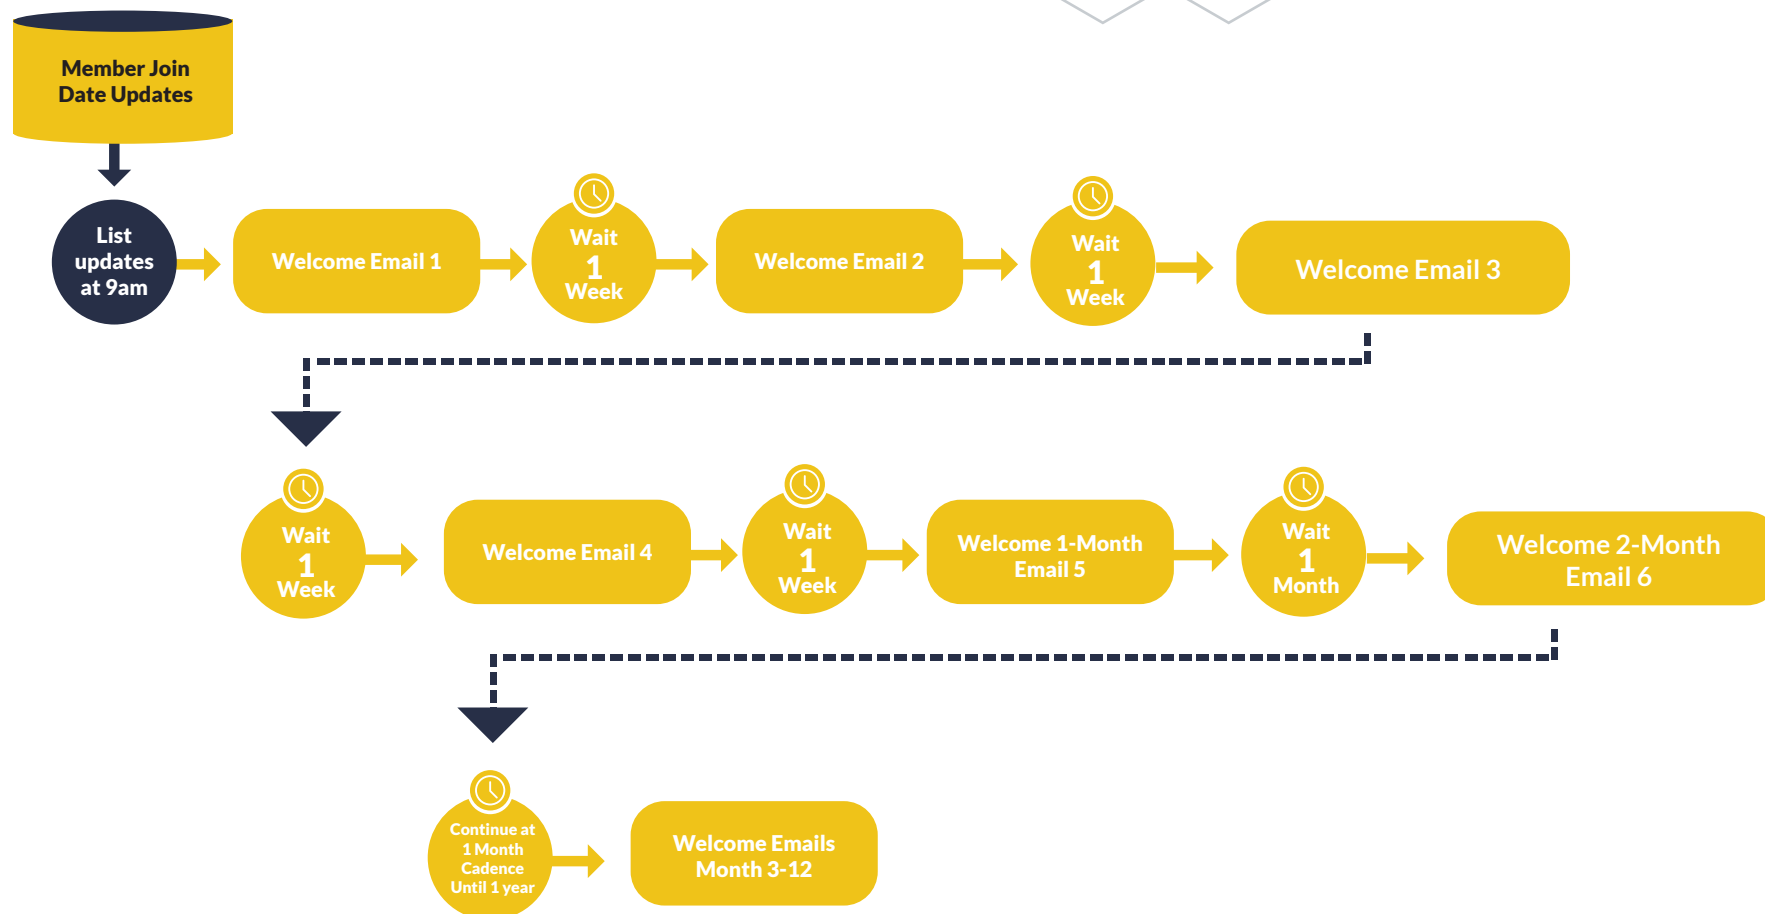 Member Join
Date Updates
List
updates
at 9am
Welcome Email 1
Wait
1
Week
Welcome Email 2
Wait
1
Week
Welcome Email 3
Wait
1
Week
Welcome Email 4
Wait
1
Week
Welcome 1-Month
Email 5
Wait
1
Month
Welcome 2-Month
Email 6
Continue at
1 Month
Cadence
Until 1 year
Welcome Emails
Month 3-12